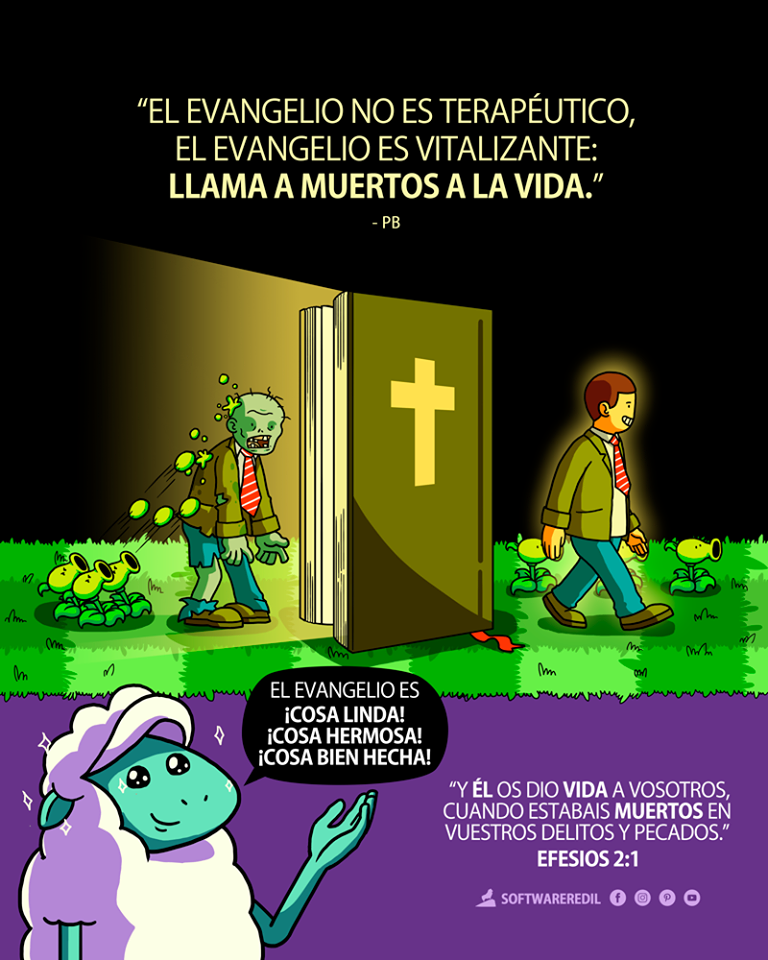 “EL EVANGELIO NO ES TERAPÉUTICO,
EL EVANGELIO ES VITALIZANTE:
LLAMA A MUERTOS A LA VIDA.”
- PB
EL EVANGELIO ES
¡COSA LINDA!
¡COSA HERMOSA!
¡COSA BIEN HECHA!
“Y ÉL OS DIO VIDA A VOSOTROS,
CUANDO ESTABAIS MUERTOS EN
VUESTROS DELITOS Y PECADOS.”
EFESIOS 2:1
SOFTWAREREDIL